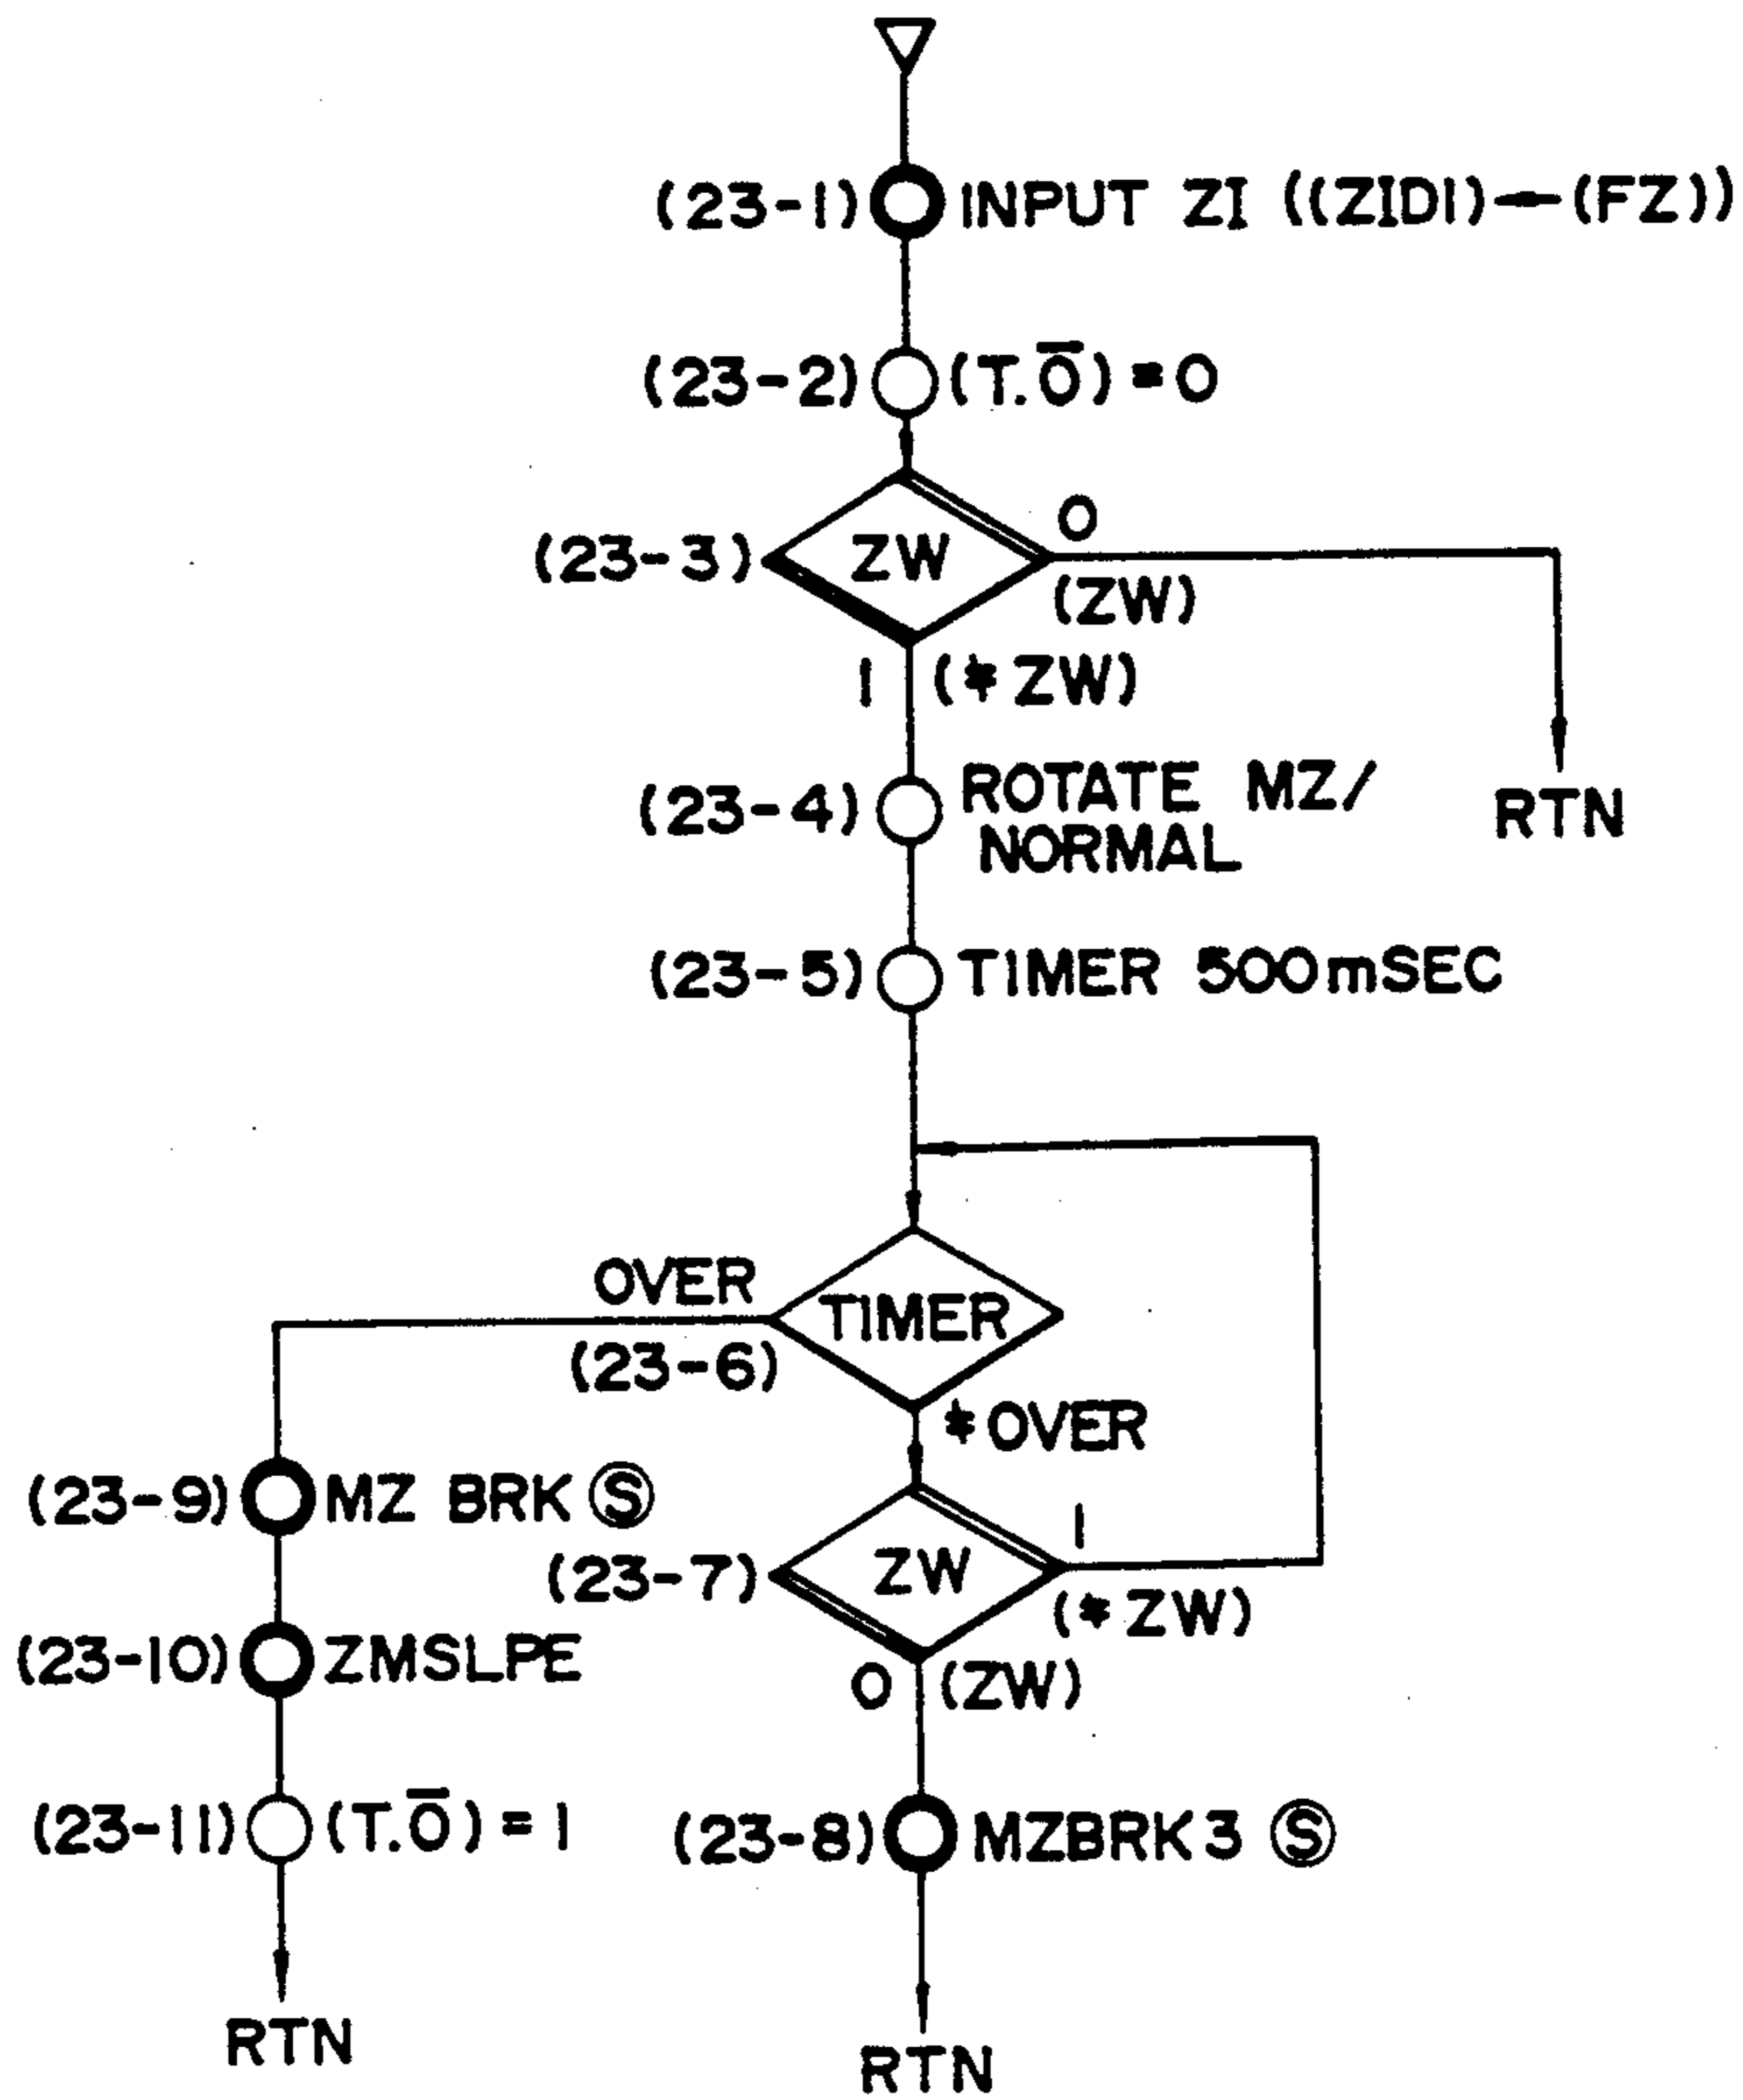 (23-1) INPUT ZI ((ZIDI)—(FZ))
(23-2) (T.O̅) = 0
(23-3) ZW
0
(ZW)
1 (*ZW)
(23-4) ROTATE MZ/
NORMAL
RTN
(23-5) TIMER 500mSEC
OVER
TIMER
(23-6)
*OVER
(23-9) MZ BRK Ⓢ
1
(23-7) ZW
(*ZW)
(23-10) ZMSLPE
0 (ZW)
(23-11) (T.O̅) = 1
(23-8) MZBRK3 Ⓢ
RTN
RTN